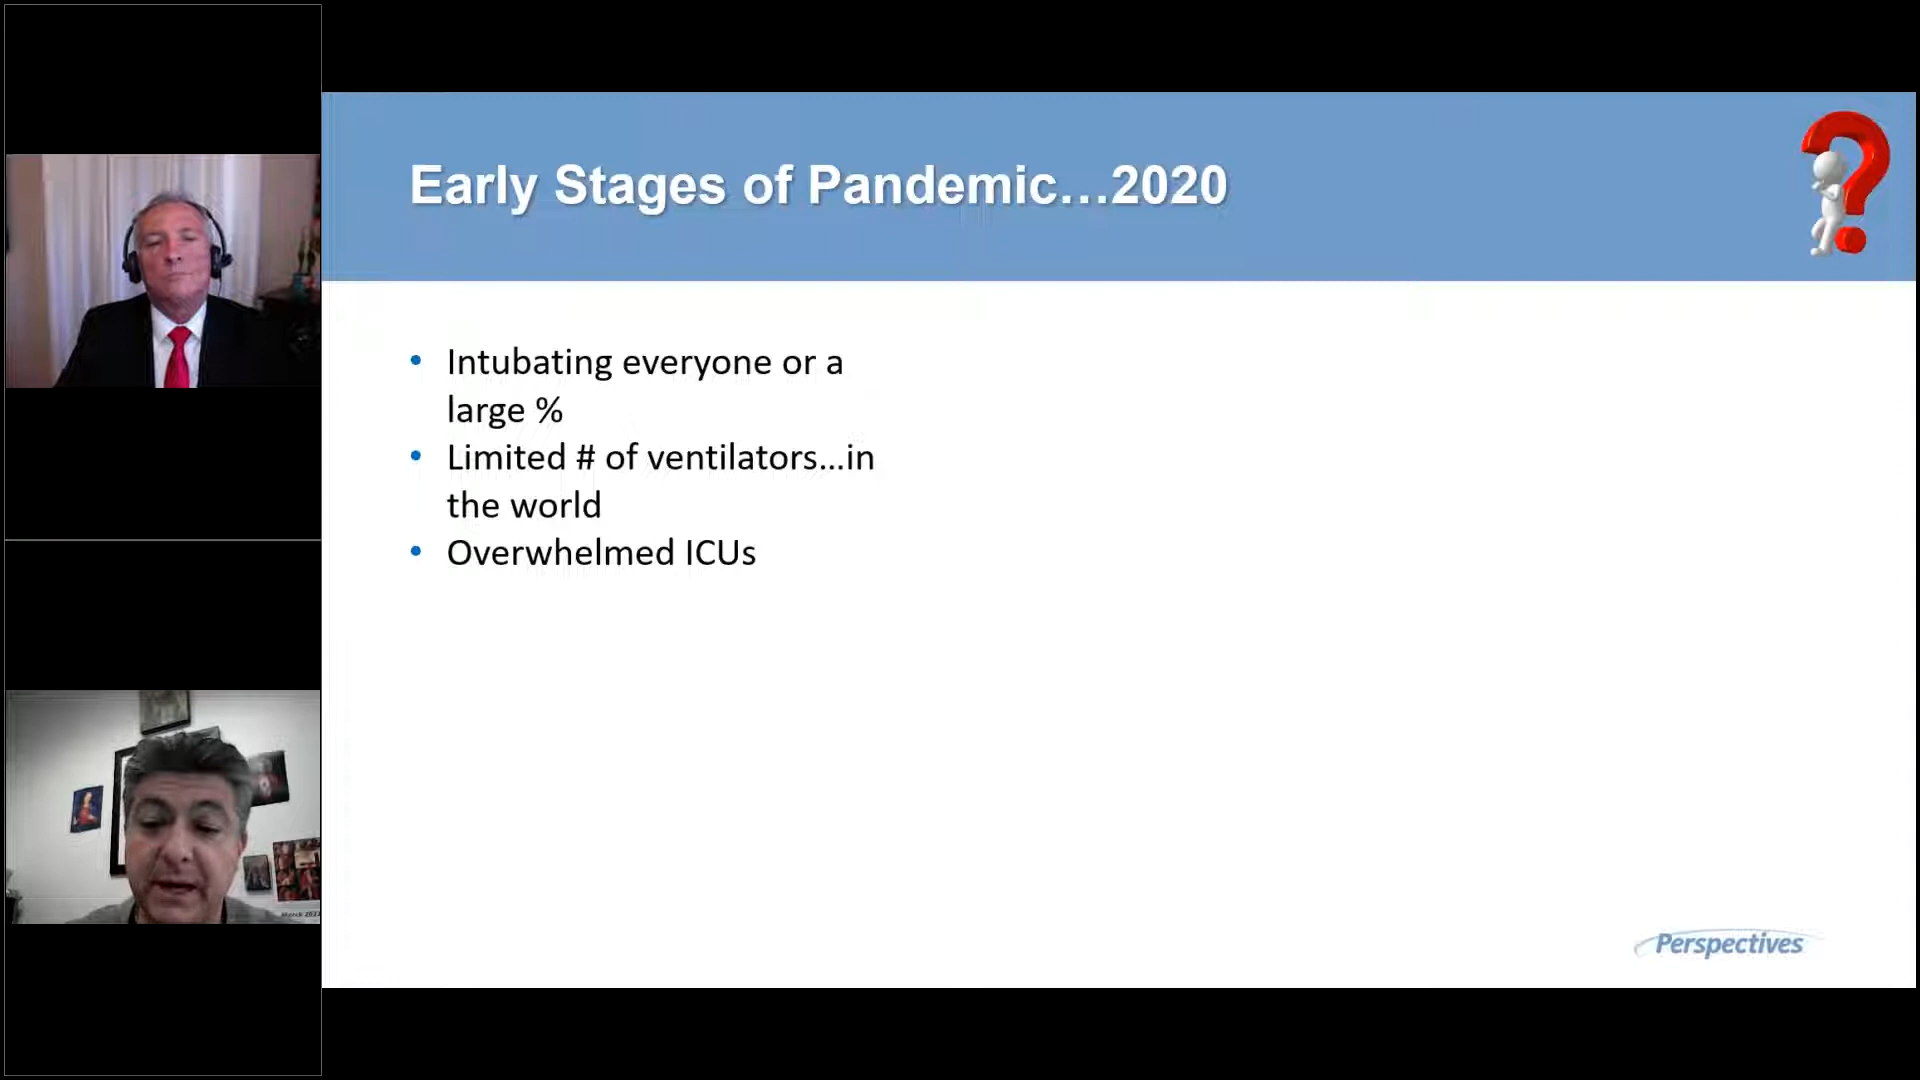 Early Stages of Pandemic…2020
• Intubating everyone or a
large %
• Limited # of ventilators…in
the world
• Overwhelmed ICUs
Perspectives